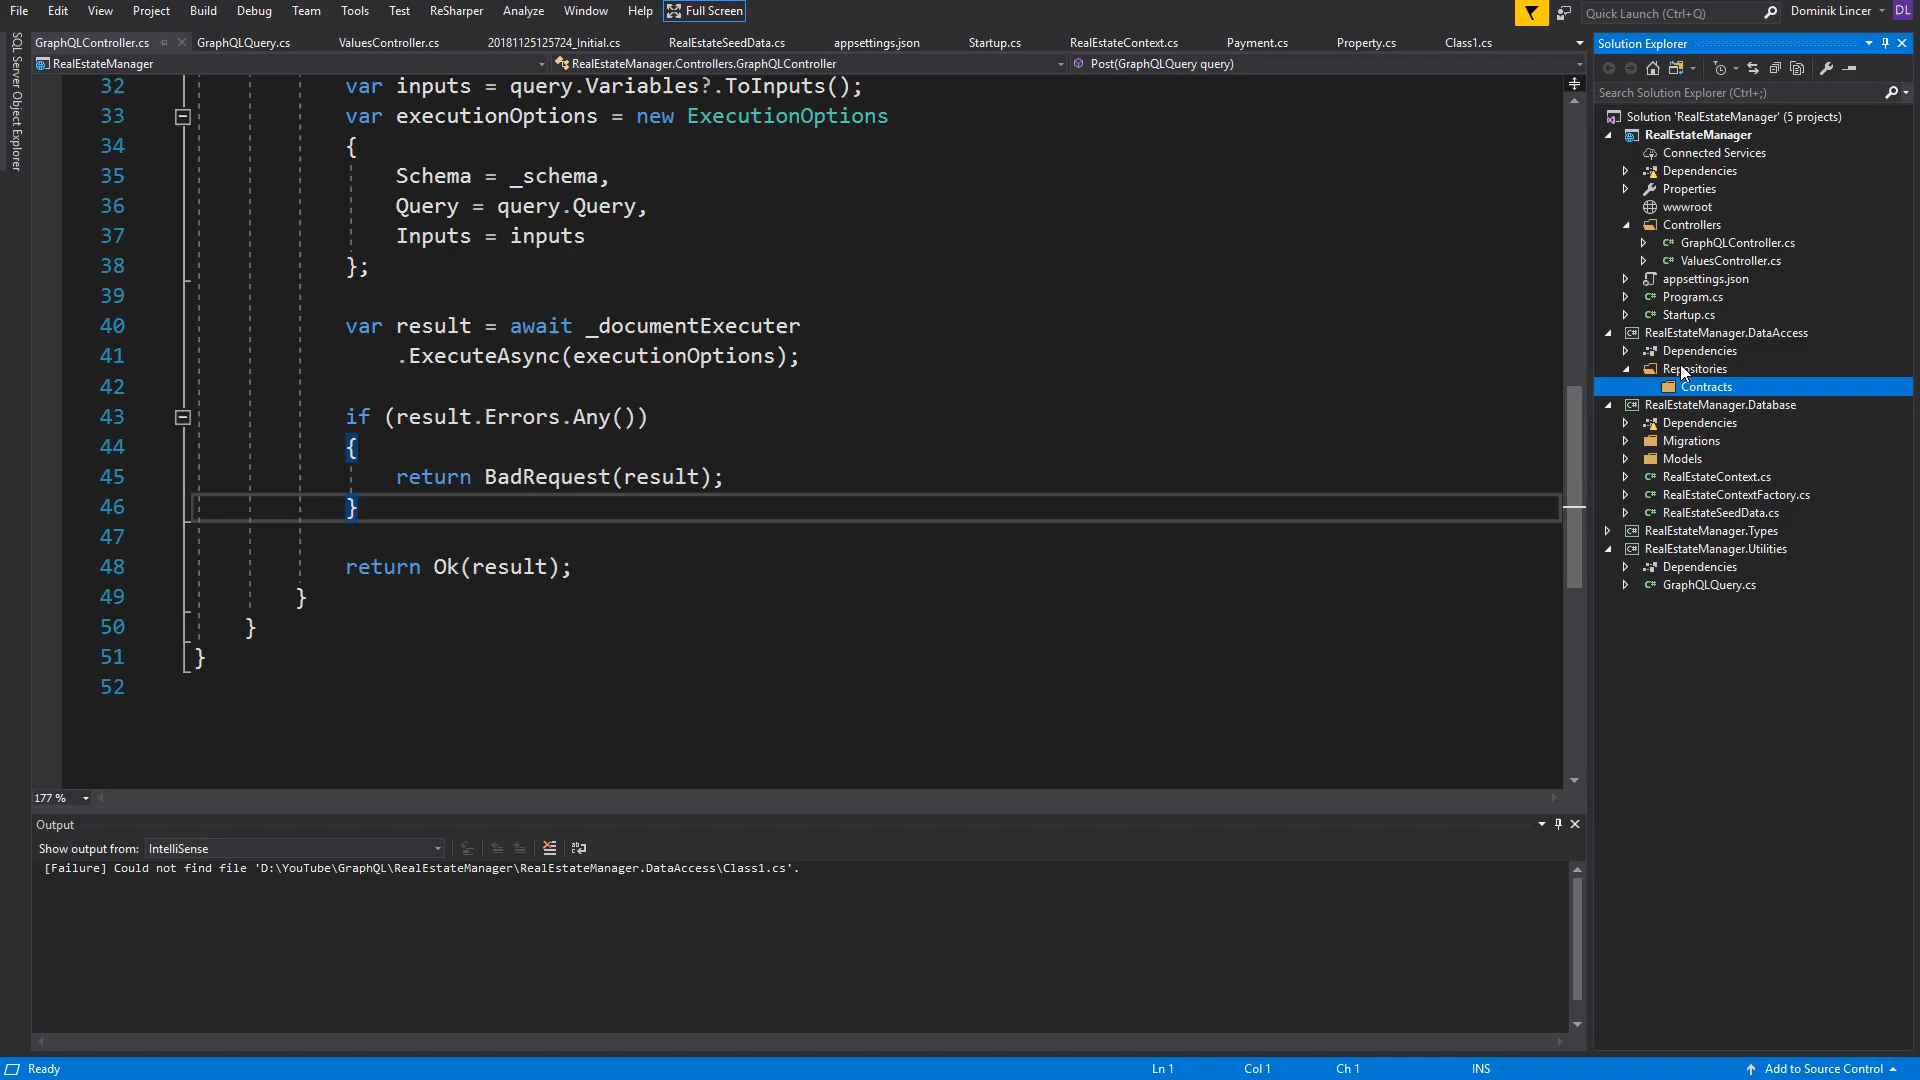 File Edit View Project Build Debug Team Tools Test ReSharper Analyze Window Help Full Screen Quick Launch (Ctrl+Q) Dominik Lincer DL
GraphQLController.cs GraphQLQuery.cs ValuesController.cs 20181125125724_Initial.cs RealEstateSeedData.cs appsettings.json Startup.cs RealEstateContext.cs Payment.cs Property.cs Class1.cs
RealEstateManager RealEstateManager.Controllers.GraphQLController Post(GraphQLQuery query)
SQL Server Object Explorer
32 var inputs = query.Variables?.ToInputs();
33 var executionOptions = new ExecutionOptions
34 {
35 Schema = _schema,
36 Query = query.Query,
37 Inputs = inputs
38 };
39
40 var result = await _documentExecuter
41 .ExecuteAsync(executionOptions);
42
43 if (result.Errors.Any())
44 {
45 return BadRequest(result);
46 }
47
48 return Ok(result);
49 }
50 }
51 }
52
177 %
Output
Show output from: IntelliSense
[Failure] Could not find file 'D:\YouTube\GraphQL\RealEstateManager\RealEstateManager.DataAccess\Class1.cs'.
Solution Explorer
Search Solution Explorer (Ctrl+;)
Solution 'RealEstateManager' (5 projects)
RealEstateManager
Connected Services
Dependencies
Properties
wwwroot
Controllers
C# GraphQLController.cs
C# ValuesController.cs
appsettings.json
C# Program.cs
C# Startup.cs
C# RealEstateManager.DataAccess
Dependencies
Repositories
Contracts
C# RealEstateManager.Database
Dependencies
Migrations
Models
C# RealEstateContext.cs
C# RealEstateContextFactory.cs
C# RealEstateSeedData.cs
C# RealEstateManager.Types
C# RealEstateManager.Utilities
Dependencies
C# GraphQLQuery.cs
Ready Ln 1 Col 1 Ch 1 INS Add to Source Control